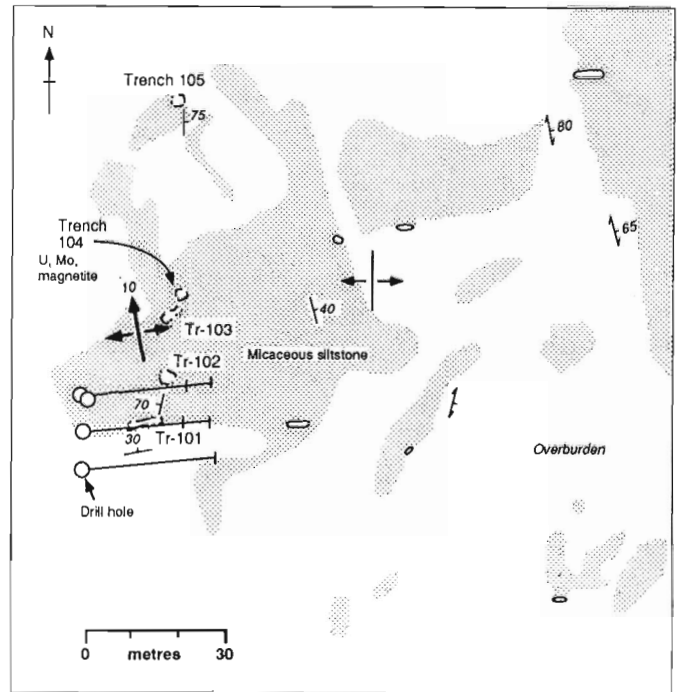 N
Trench 105
75
80
65
Trench
104
U, Mo,
magnetite
10
Tr-103
40
Micaceous siltstone
Tr-102
70
Tr-101
30
Overburden
Drill hole
0 metres 30